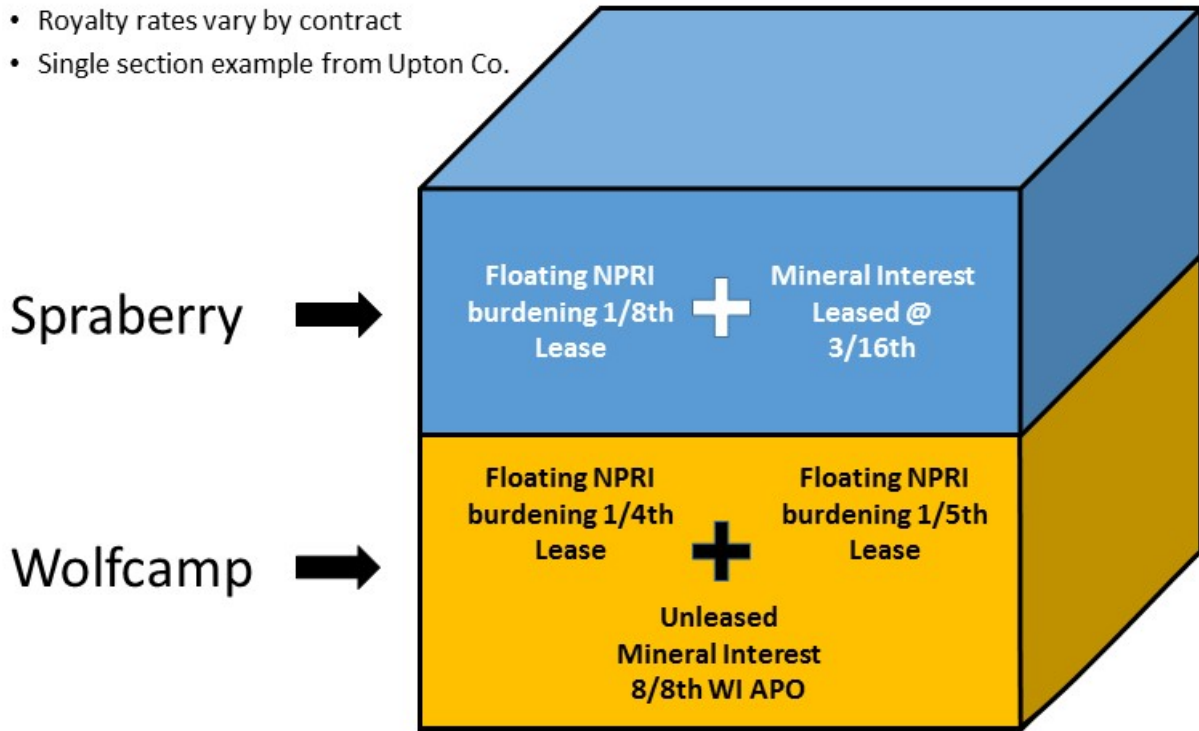 • Royalty rates vary by contract
• Single section example from Upton Co.
Spraberry
Floating NPRI
burdening 1/8th
Lease
Mineral Interest
Leased @
3/16th
Wolfcamp
Floating NPRI
burdening 1/4th
Lease
Floating NPRI
burdening 1/5th
Lease
Unleased
Mineral Interest
8/8th WI APO